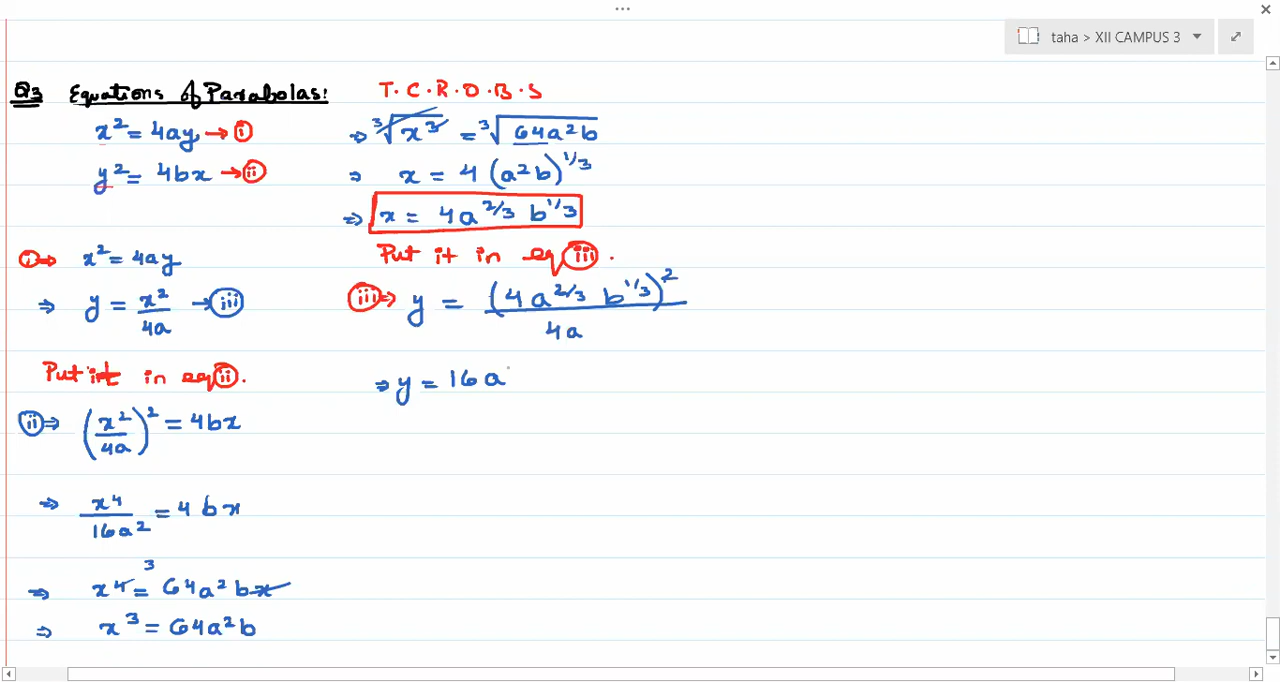 taha > XII CAMPUS 3
Q3 Equations of Parabolas:
x² = 4ay → (i)
y² = 4bx → (ii)
(i) ⇒ x² = 4ay
⇒ y = x²/4a → (iii)
Put it in eq (ii).
(ii) ⇒ (x²/4a)² = 4bx
⇒ x⁴/16a² = 4bx
⇒ x⁴ ³ = 64a²bx
⇒ x³ = 64a²b
T.C.R.O.B.S
⇒ ³√x³ = ³√64a²b
⇒ x = 4(a²b)^1/3
⇒ x = 4a^2/3 b^1/3
Put it in eq (iii).
(iii) ⇒ y = (4a^2/3 b^1/3)²/4a
⇒ y = 16a